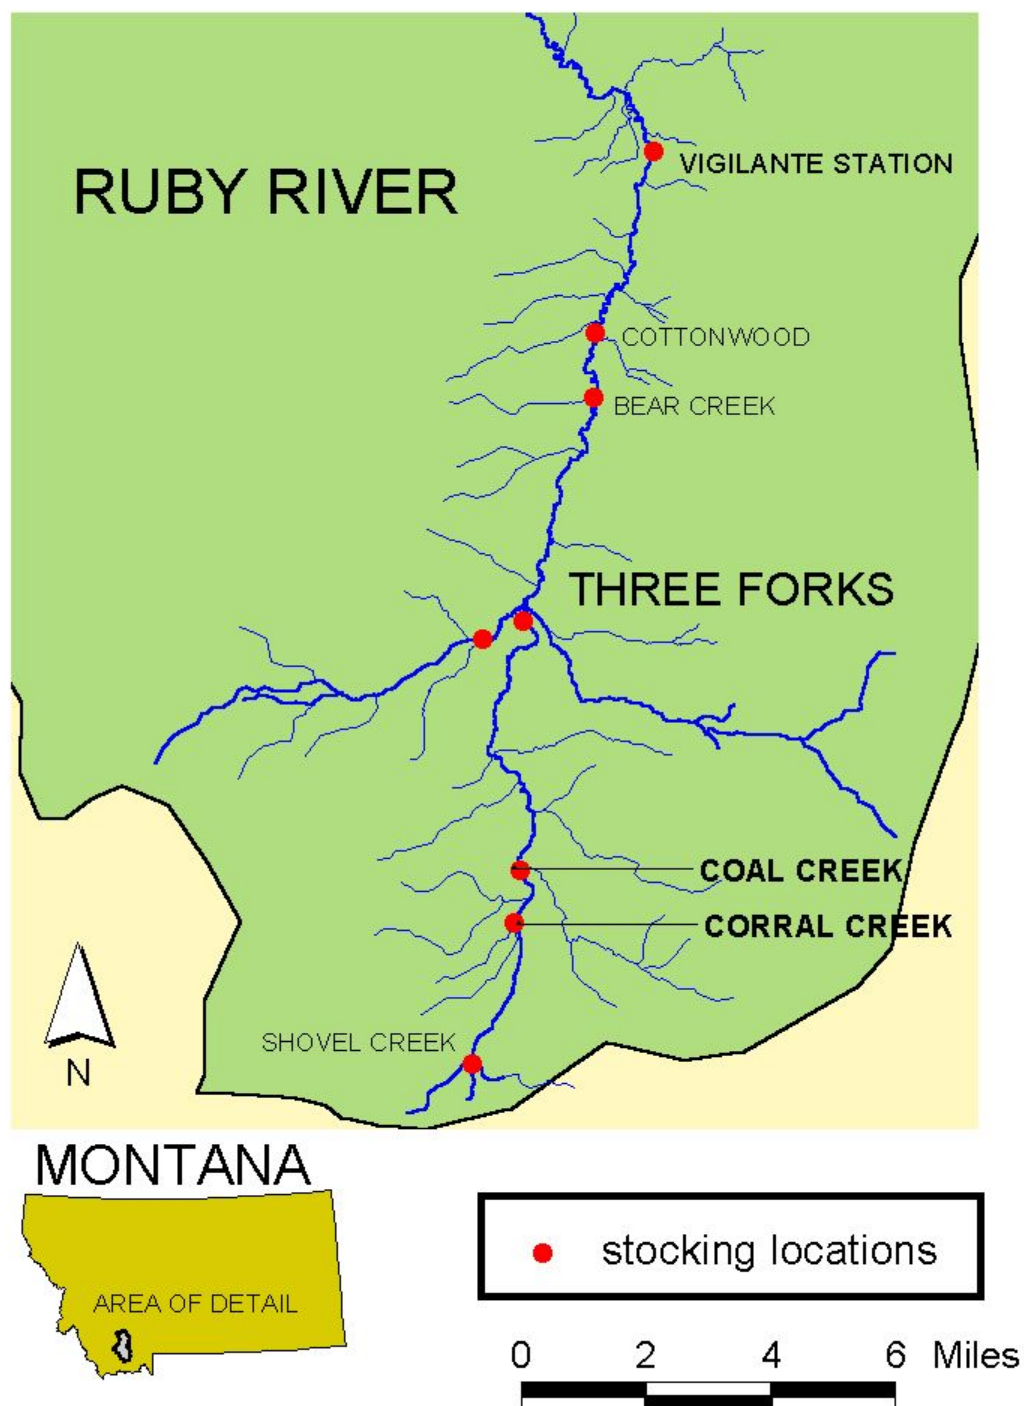 RUBY RIVER
VIGILANTE STATION
COTTONWOOD
BEAR CREEK
THREE FORKS
COAL CREEK
CORRAL CREEK
SHOVEL CREEK
N
MONTANA
AREA OF DETAIL
stocking locations
0 2 4 6 Miles